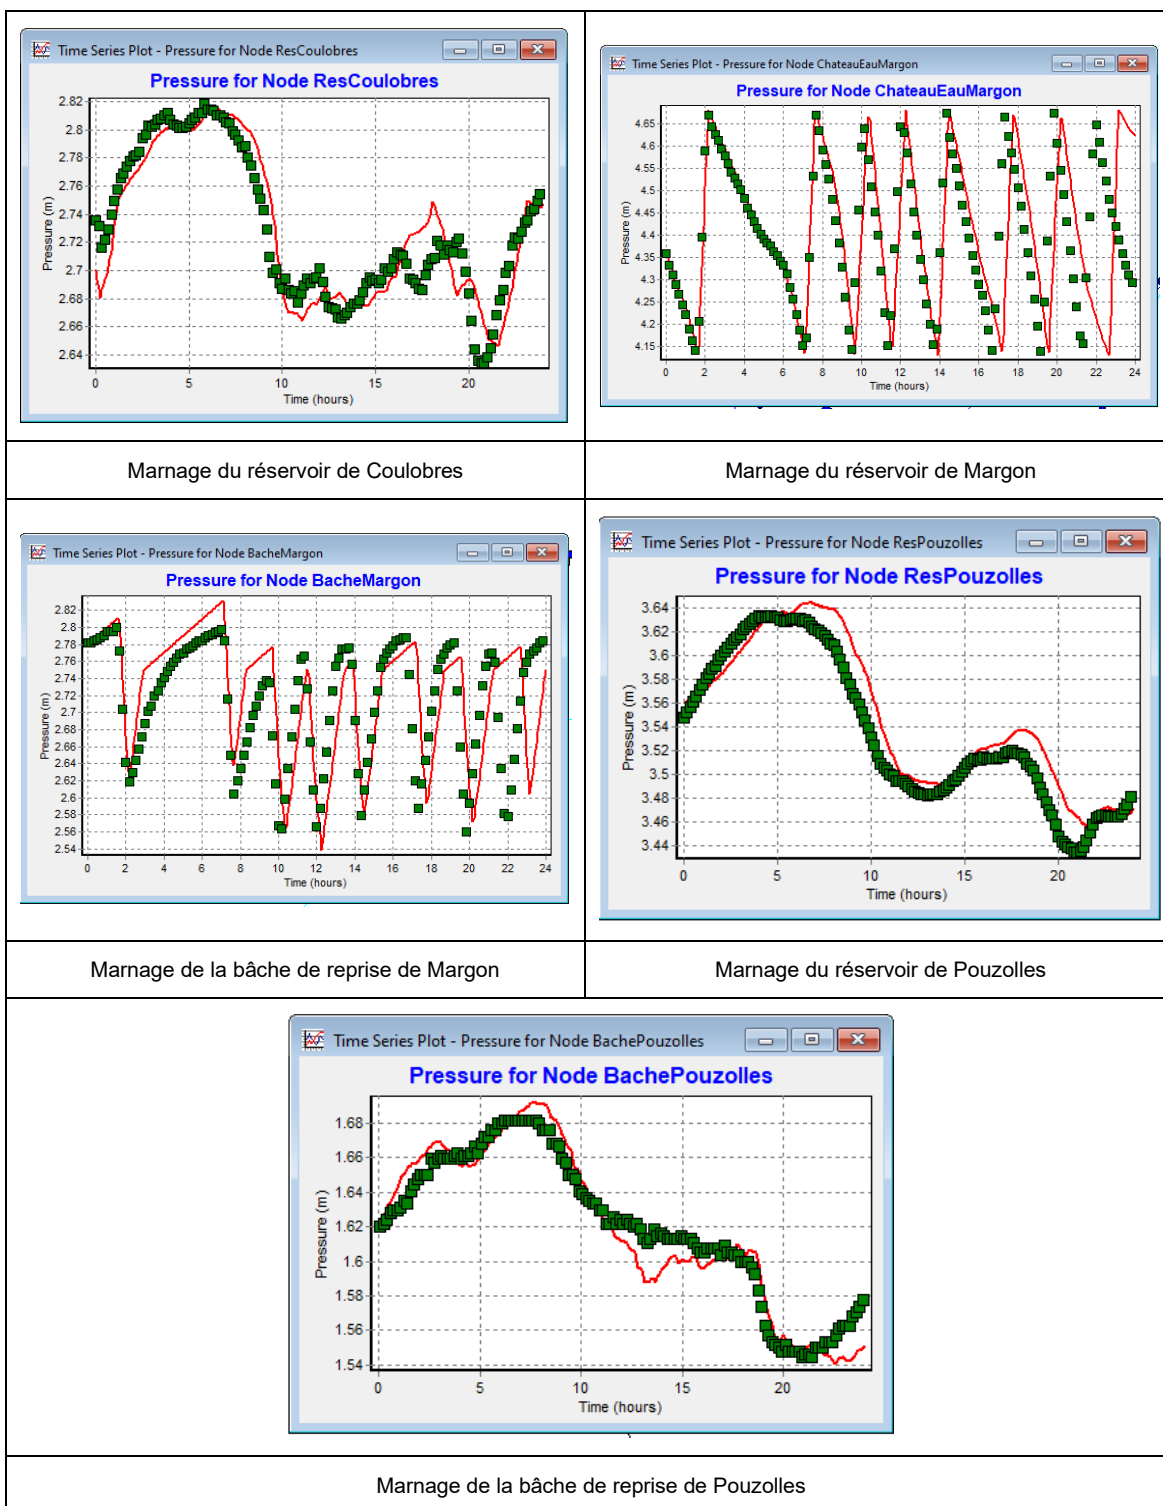 Time Series Plot - Pressure for Node ResCoulobres
Pressure for Node ResCoulobres
2.82
2.8
2.78
2.76
2.74
2.72
2.7
2.68
2.66
2.64
Pressure (m)
0 5 10 15 20
Time (hours)
Time Series Plot - Pressure for Node ChateauEauMargon
Pressure for Node ChateauEauMargon
4.65
4.6
4.55
4.5
4.45
4.4
4.35
4.3
4.25
4.2
4.15
Pressure (m)
0 2 4 6 8 10 12 14 16 18 20 22 24
Time (hours)
Marnage du réservoir de Coulobres
Marnage du réservoir de Margon
Time Series Plot - Pressure for Node BacheMargon
Pressure for Node BacheMargon
2.82
2.8
2.78
2.76
2.74
2.72
2.7
2.68
2.66
2.64
2.62
2.6
2.58
2.56
2.54
Pressure (m)
0 2 4 6 8 10 12 14 16 18 20 22 24
Time (hours)
Time Series Plot - Pressure for Node ResPouzolles
Pressure for Node ResPouzolles
3.64
3.62
3.6
3.58
3.56
3.54
3.52
3.5
3.48
3.46
3.44
Pressure (m)
0 5 10 15 20
Time (hours)
Marnage de la bâche de reprise de Margon
Marnage du réservoir de Pouzolles
Time Series Plot - Pressure for Node BachePouzolles
Pressure for Node BachePouzolles
1.68
1.66
1.64
1.62
1.6
1.58
1.56
1.54
Pressure (m)
0 5 10 15 20
Time (hours)
Marnage de la bâche de reprise de Pouzolles